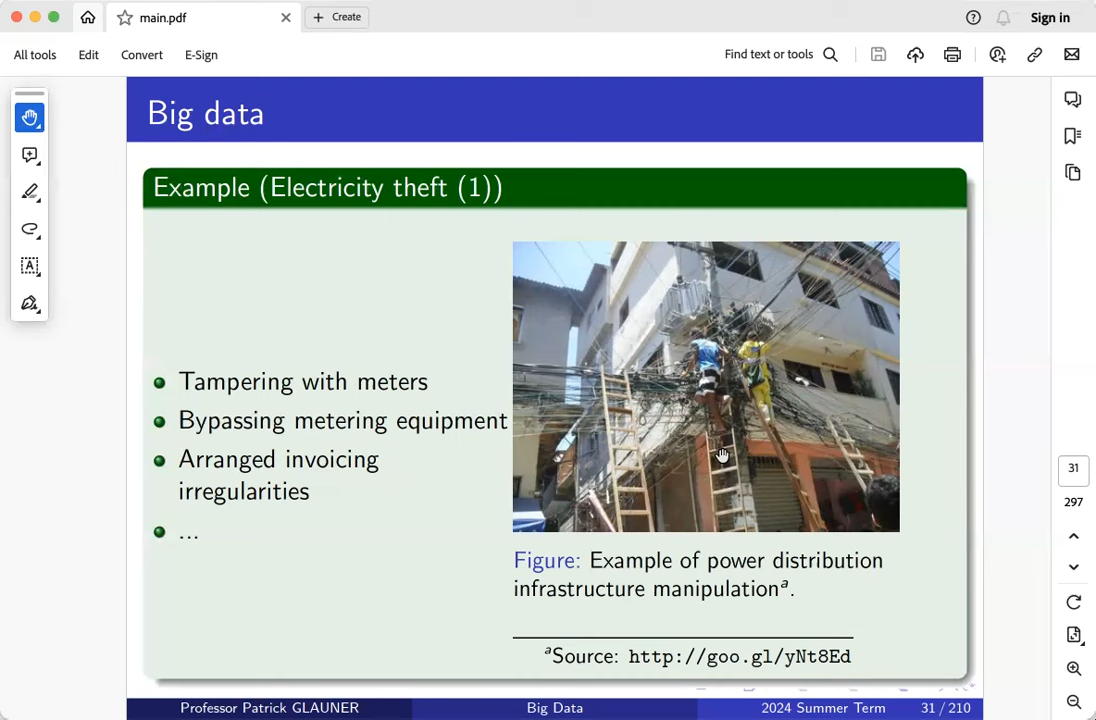 main.pdf
Create
Sign in
All tools
Edit
Convert
E-Sign
Find text or tools
Big data
Example (Electricity theft (1))
Tampering with meters
Bypassing metering equipment
Arranged invoicing
irregularities
...
Figure: Example of power distribution
infrastructure manipulationᵃ.
ᵃSource: http://goo.gl/yNt8Ed
Professor Patrick GLAUNER
Big Data
2024 Summer Term
31 / 210
31
297